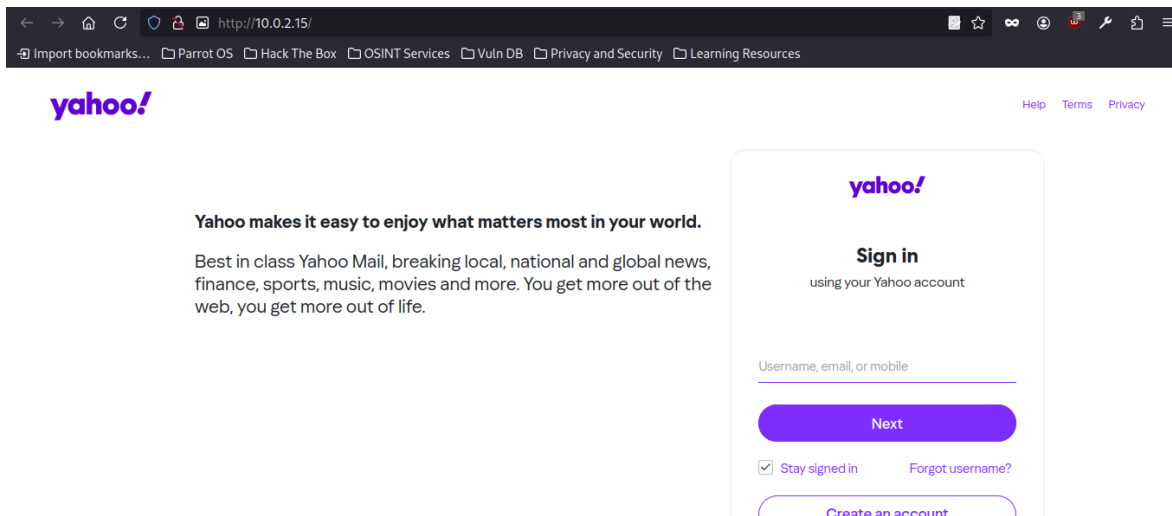 http://10.0.2.15/
3
Import bookmarks... Parrot OS Hack The Box OSINT Services Vuln DB Privacy and Security Learning Resources
yahoo!
Help Terms Privacy
yahoo!
Yahoo makes it easy to enjoy what matters most in your world.
Best in class Yahoo Mail, breaking local, national and global news,
finance, sports, music, movies and more. You get more out of the
web, you get more out of life.
Sign in
using your Yahoo account
Username, email, or mobile
Next
Stay signed in Forgot username?
Create an account